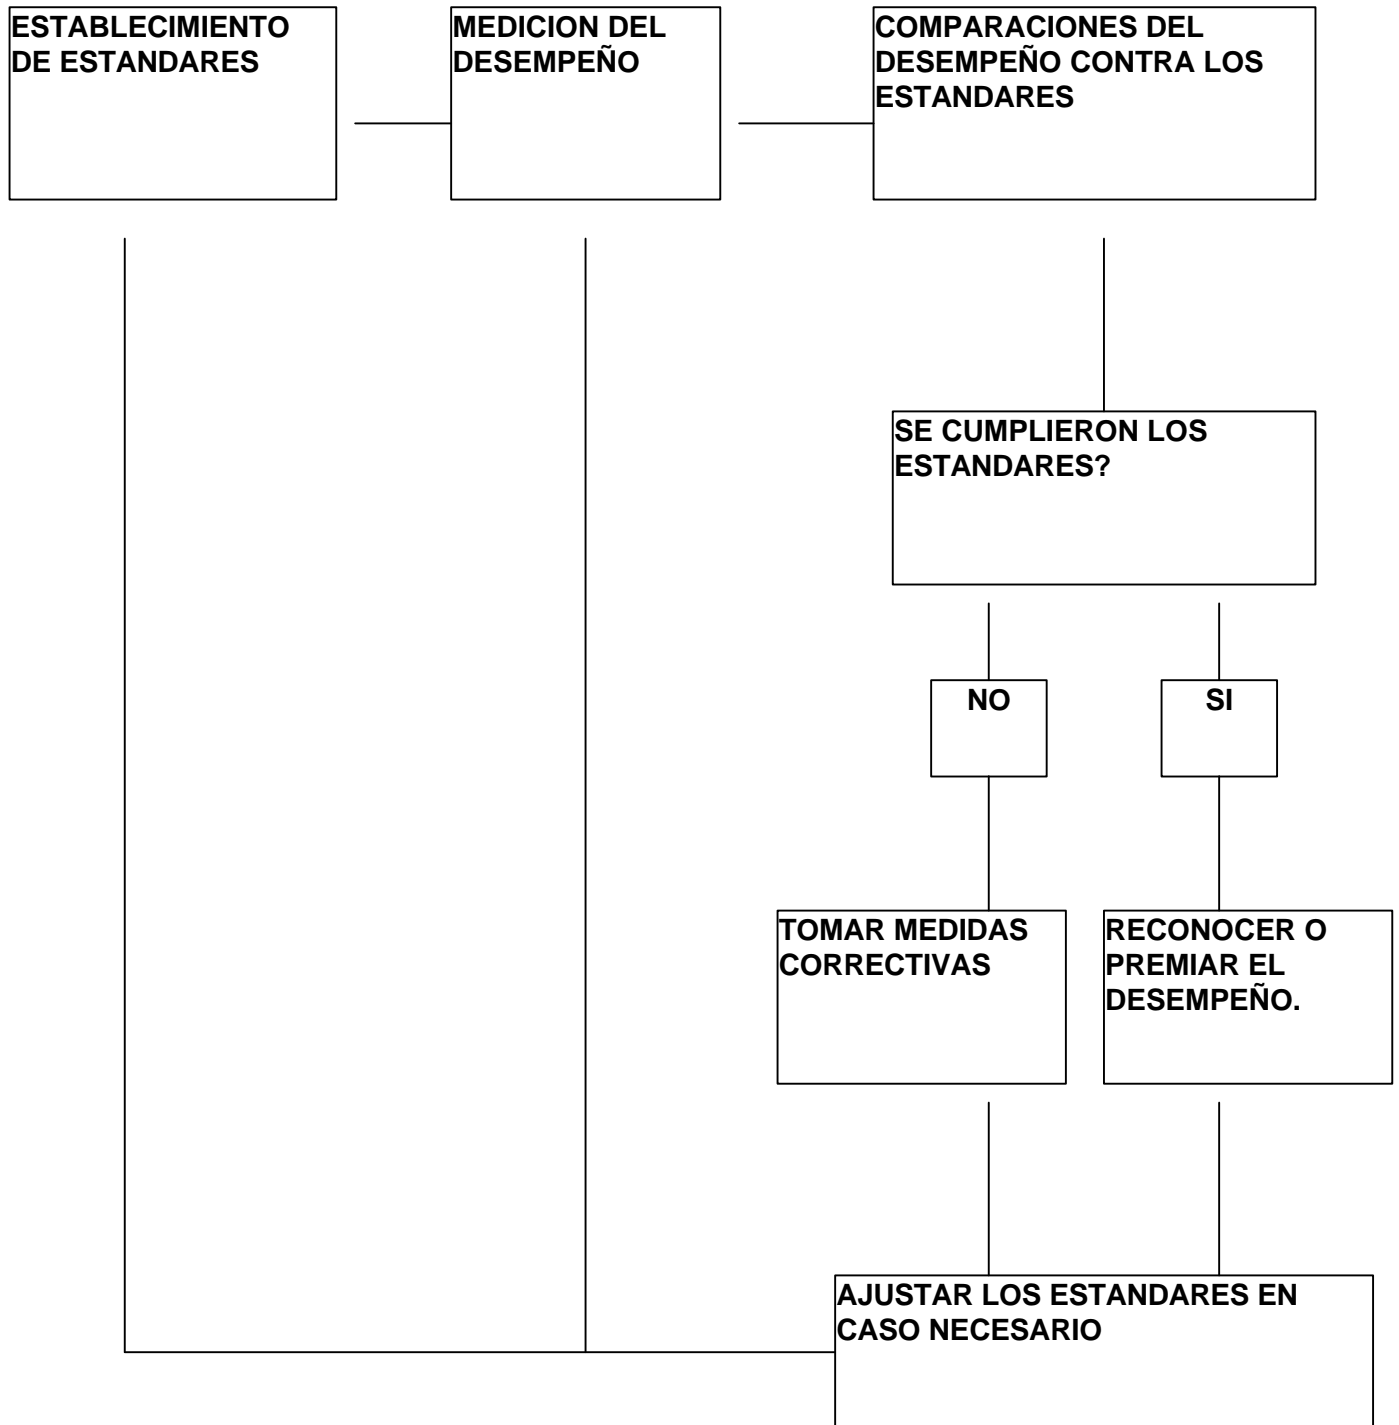 ESTABLECIMIENTO
DE ESTANDARES
MEDICION DEL
DESEMPEÑO
COMPARACIONES DEL
DESEMPEÑO CONTRA LOS
ESTANDARES
SE CUMPLIERON LOS
ESTANDARES?
NO
SI
TOMAR MEDIDAS
CORRECTIVAS
RECONOCER O
PREMIAR EL
DESEMPEÑO.
AJUSTAR LOS ESTANDARES EN
CASO NECESARIO